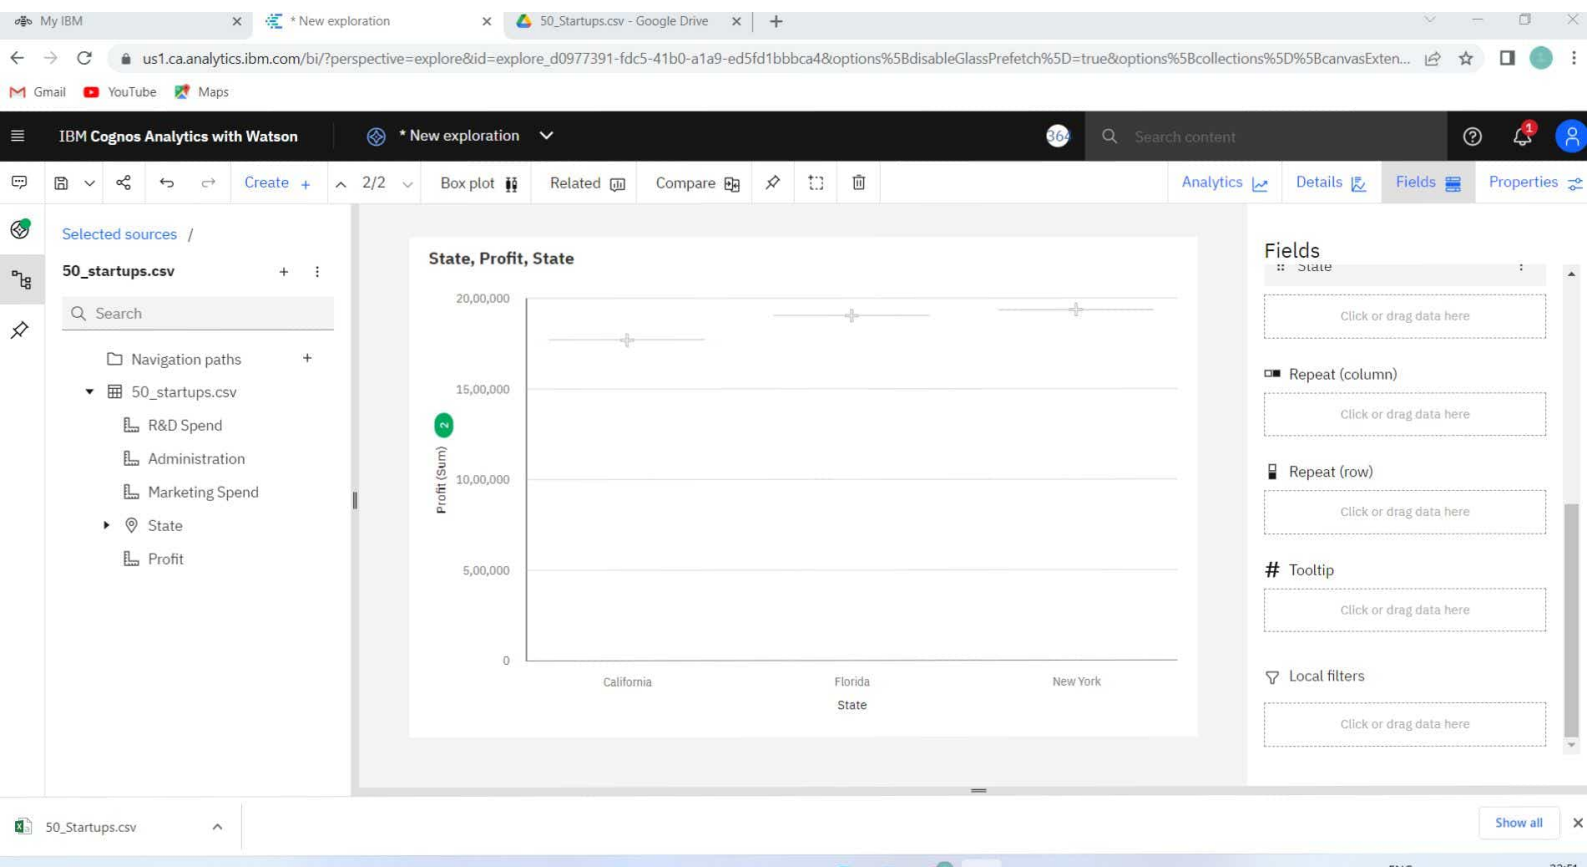 My IBM
* New exploration
50_Startups.csv - Google Drive
us1.ca.analytics.ibm.com/bi/?perspective=explore&id=explore_d0977391-fdc5-41b0-a1a9-ed5fd1bbbca4&options%5BdisableGlassPrefetch%5D=true&options%5Bcollections%5D%5BcanvasExten...
Gmail
YouTube
Maps
IBM Cognos Analytics with Watson
* New exploration
364
Search content
1
Create +
2/2
Box plot
Related
Compare
Analytics
Details
Fields
Properties
Selected sources /
50_startups.csv
Search
Navigation paths
50_startups.csv
R&D Spend
Administration
Marketing Spend
State
Profit
State, Profit, State
20,00,000
15,00,000
10,00,000
5,00,000
0
2
Profit (Sum)
California
Florida
New York
State
Fields
State
Click or drag data here
Repeat (column)
Click or drag data here
Repeat (row)
Click or drag data here
Tooltip
Click or drag data here
Local filters
Click or drag data here
50_Startups.csv
Show all